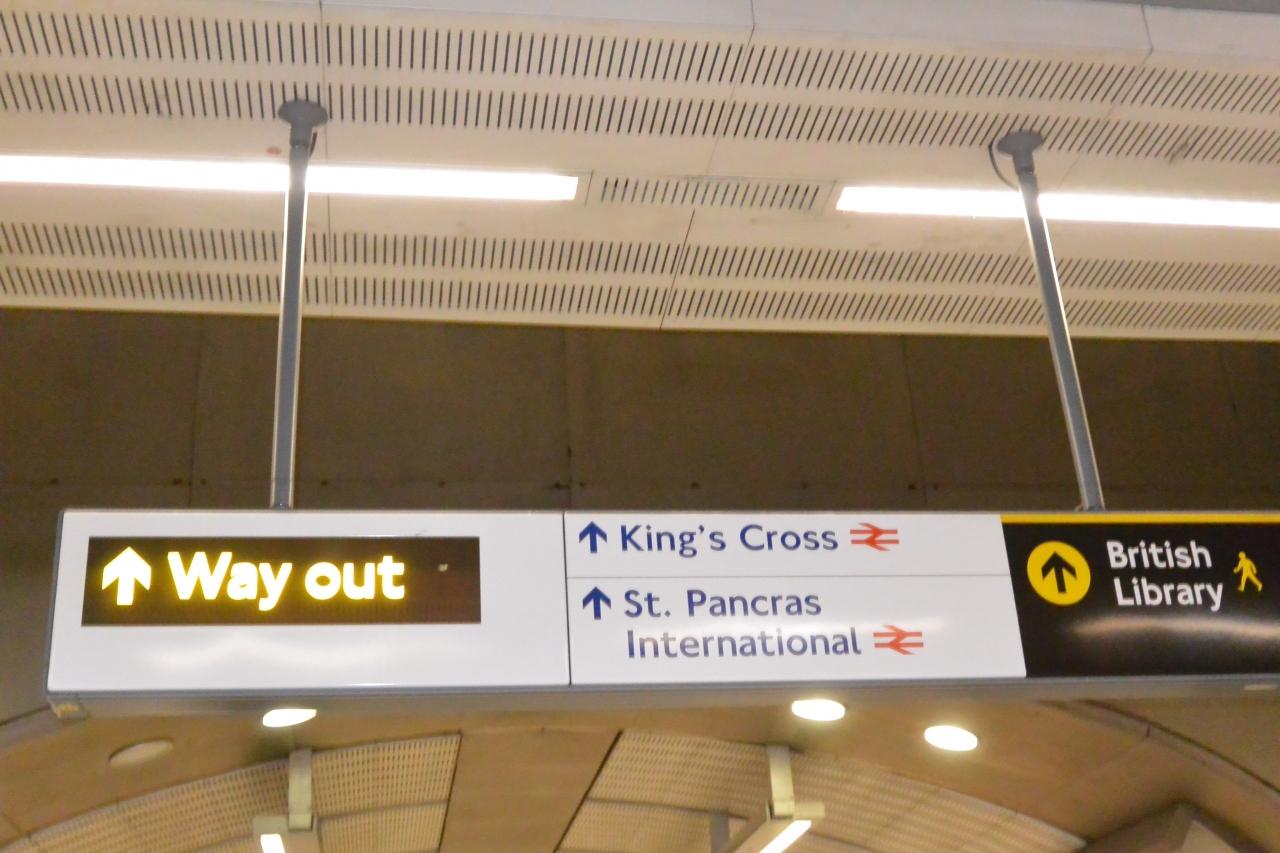 Way out
King's Cross
St. Pancras
International
British
Library